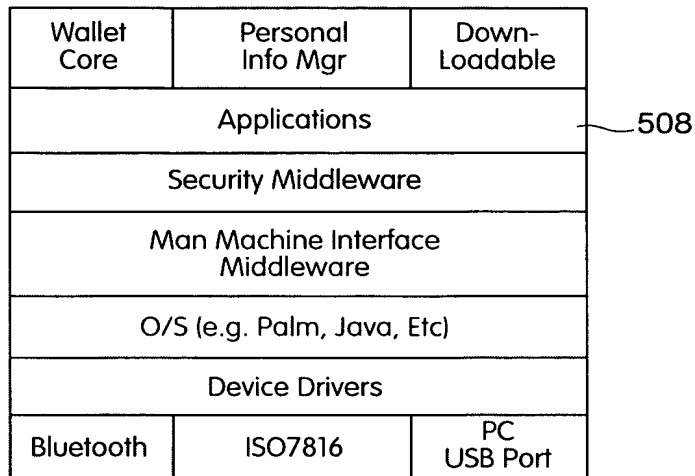 Wallet
Core
Personal
Info Mgr
Down-
Loadable
Applications
508
Security Middleware
Man Machine Interface
Middleware
O/S (e.g. Palm, Java, Etc)
Device Drivers
Bluetooth
ISO7816
PC
USB Port